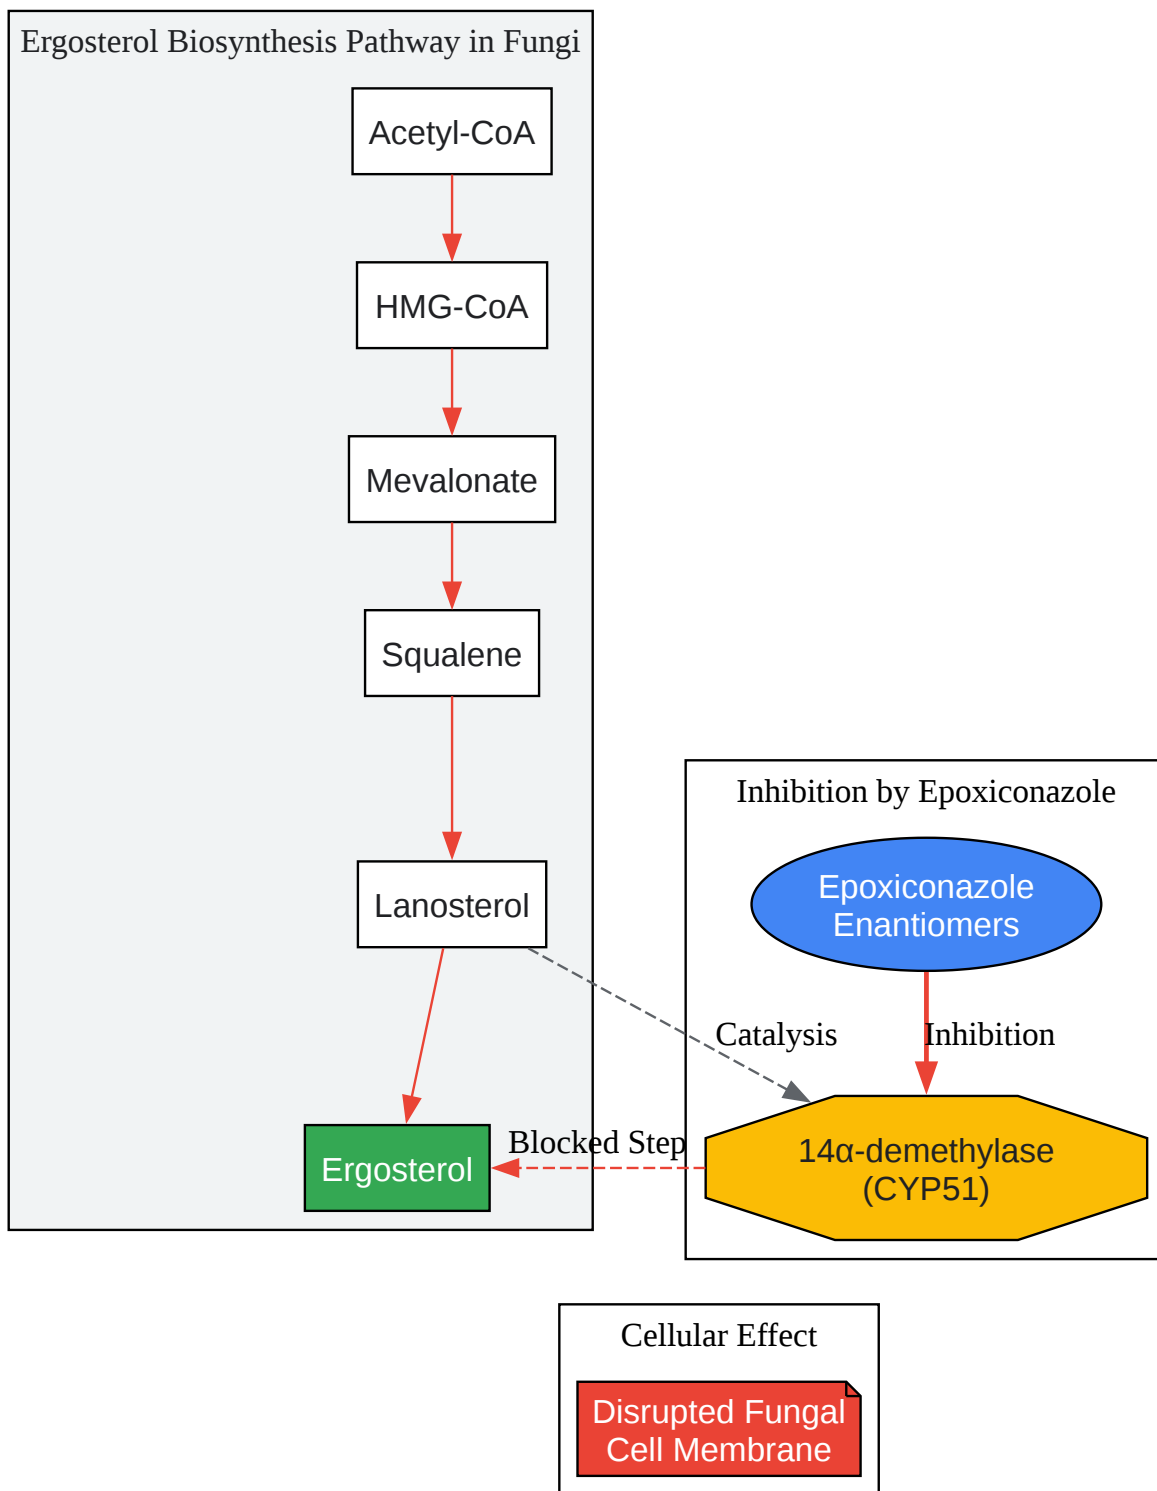 Ergosterol Biosynthesis Pathway in Fungi
Acetyl-CoA
HMG-CoA
Mevalonate
Squalene
Lanosterol
Ergosterol
Inhibition by Epoxiconazole
Epoxiconazole
Enantiomers
Catalysis
Inhibition
Blocked Step
14α-demethylase
(CYP51)
Cellular Effect
Disrupted Fungal
Cell Membrane